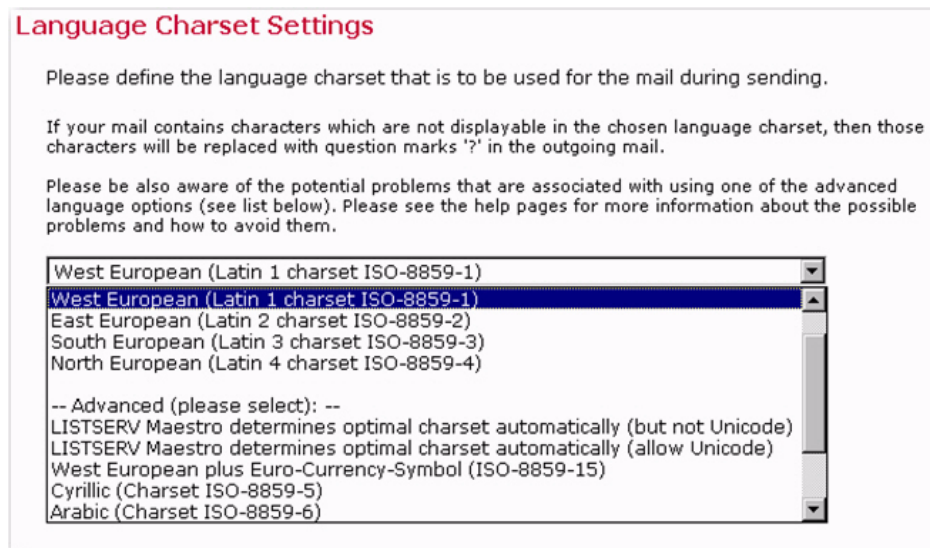 Language Charset Settings
Please define the language charset that is to be used for the mail during sending.
If your mail contains characters which are not displayable in the chosen language charset, then those
characters will be replaced with question marks '?' in the outgoing mail.
Please be also aware of the potential problems that are associated with using one of the advanced
language options (see list below). Please see the help pages for more information about the possible
problems and how to avoid them.
West European (Latin 1 charset ISO-8859-1)
West European (Latin 1 charset ISO-8859-1)
East European (Latin 2 charset ISO-8859-2)
South European (Latin 3 charset ISO-8859-3)
North European (Latin 4 charset ISO-8859-4)
-- Advanced (please select): --
LISTSERV Maestro determines optimal charset automatically (but not Unicode)
LISTSERV Maestro determines optimal charset automatically (allow Unicode)
West European plus Euro-Currency-Symbol (ISO-8859-15)
Cyrillic (Charset ISO-8859-5)
Arabic (Charset ISO-8859-6)